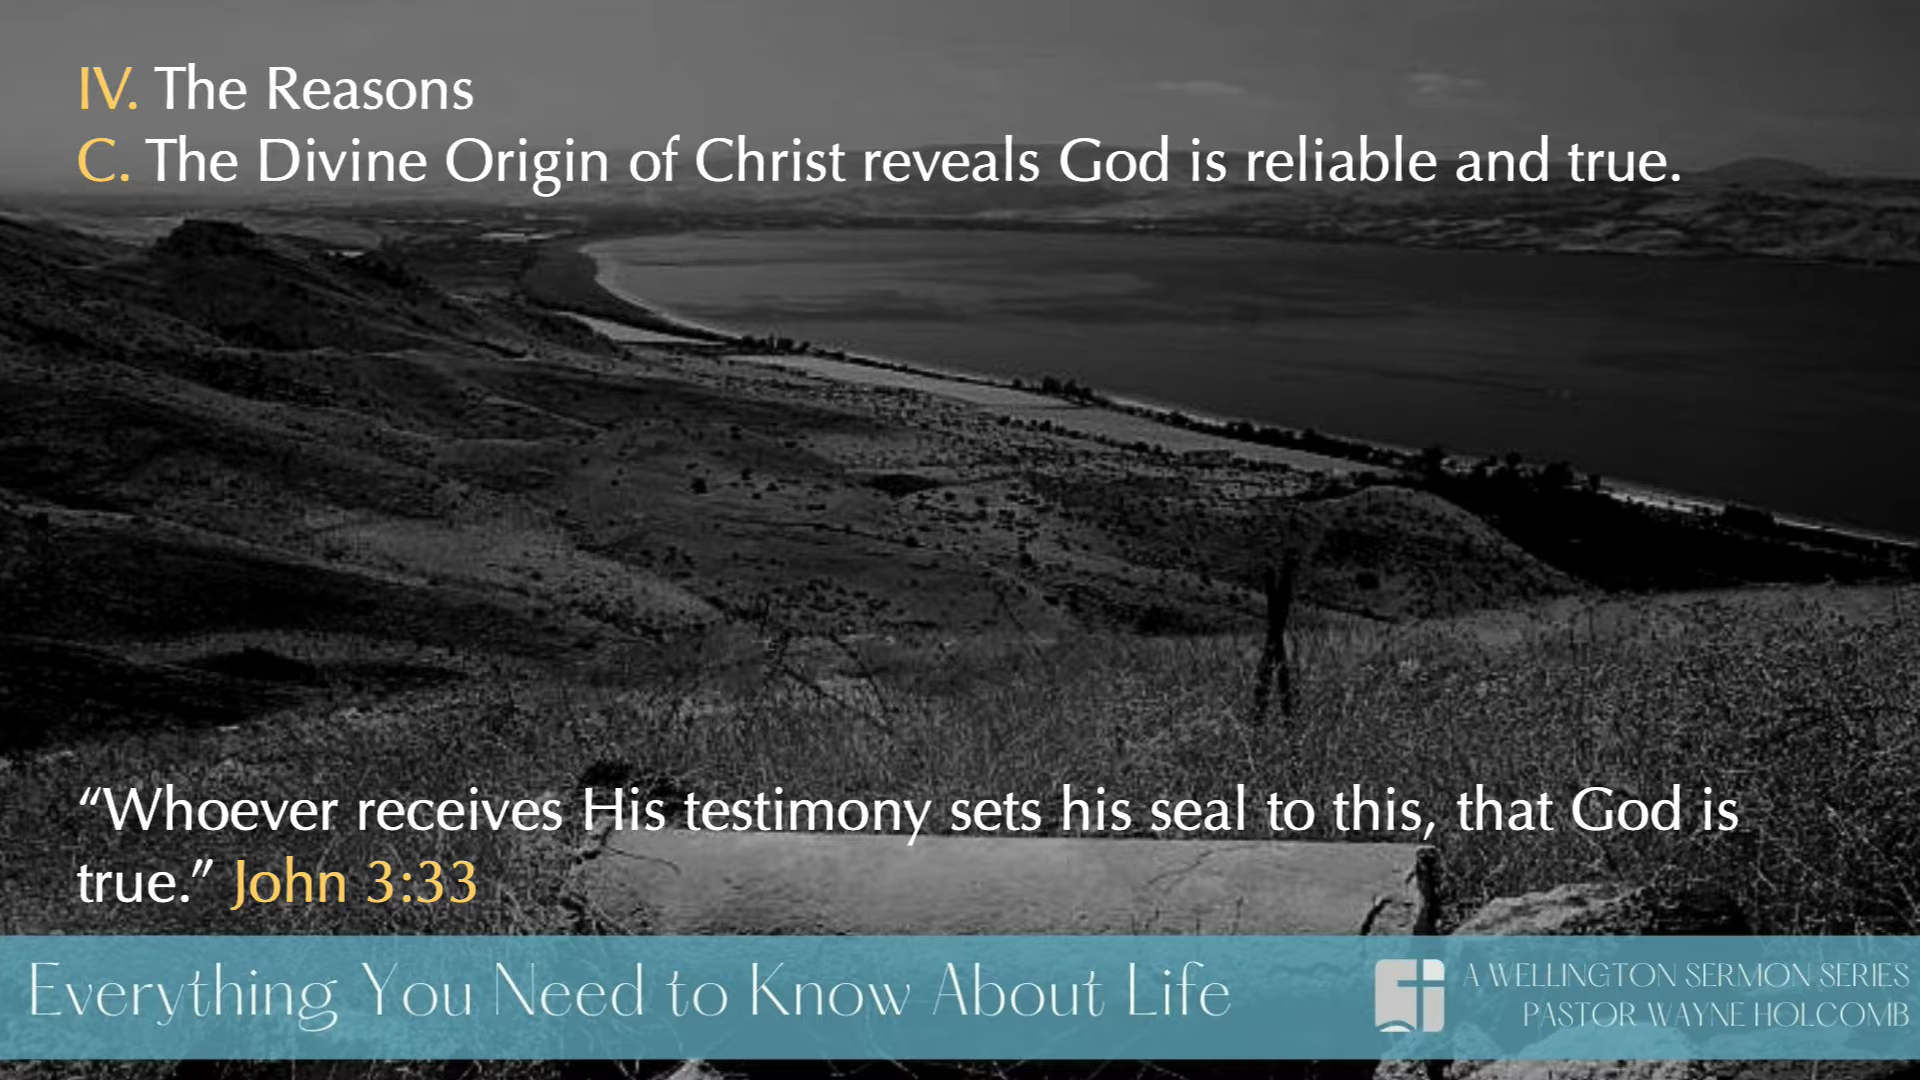 IV. The Reasons
C. The Divine Origin of Christ reveals God is reliable and true.
“Whoever receives His testimony sets his seal to this, that God is
true.” John 3:33
Everything You Need to Know About Life
A WELLINGTON SERMON SERIES
PASTOR WAYNE HOLCOMB